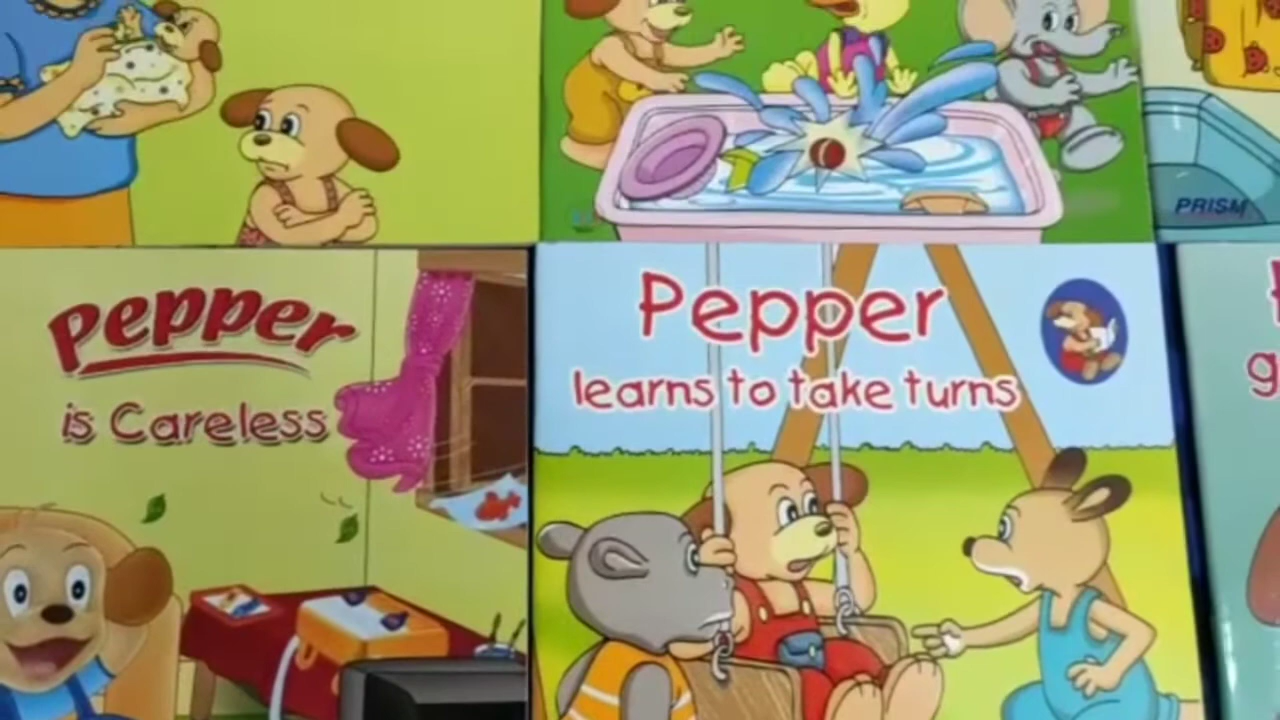 PRISM
Pepper
is Careless
Pepper
learns to take turns
g